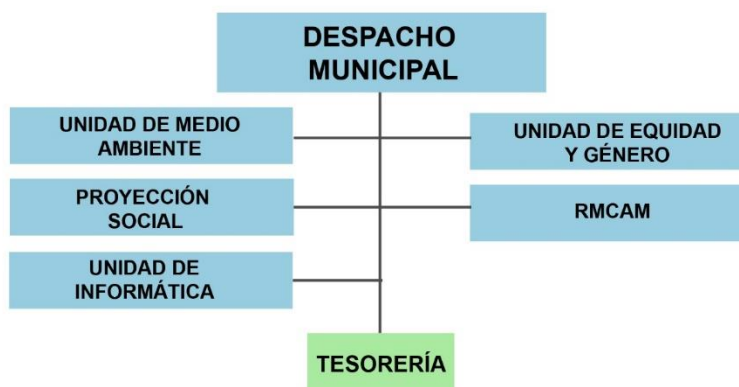 DESPACHO
MUNICIPAL
UNIDAD DE MEDIO
AMBIENTE
UNIDAD DE EQUIDAD
Y GÉNERO
PROYECCIÓN
SOCIAL
RMCAM
UNIDAD DE
INFORMÁTICA
TESORERÍA